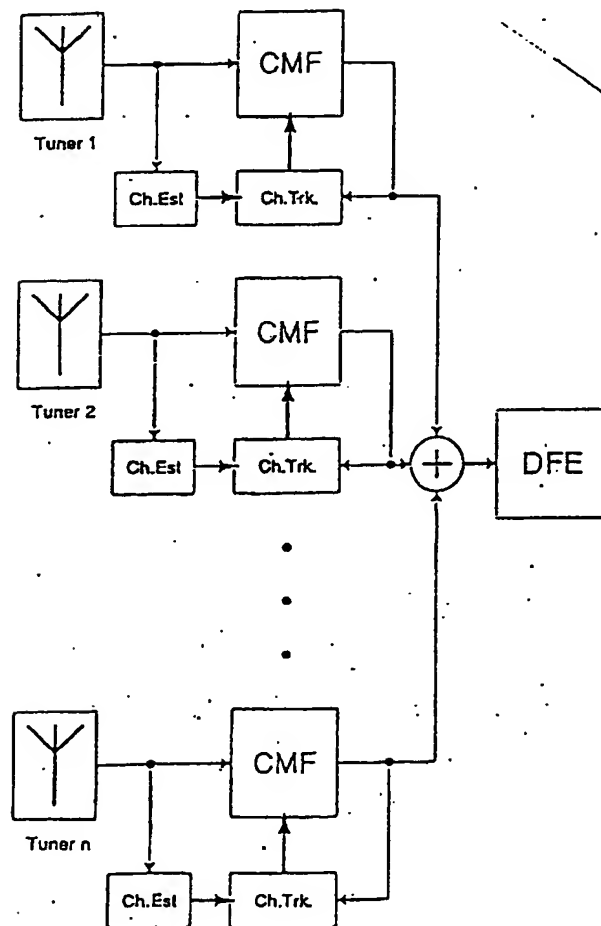 CMF
Tuner 1
Ch.Est
Ch.Trk.
CMF
Tuner 2
Ch.Est
Ch.Trk.
DFE
CMF
Tuner n
Ch.Est
Ch.Trk.